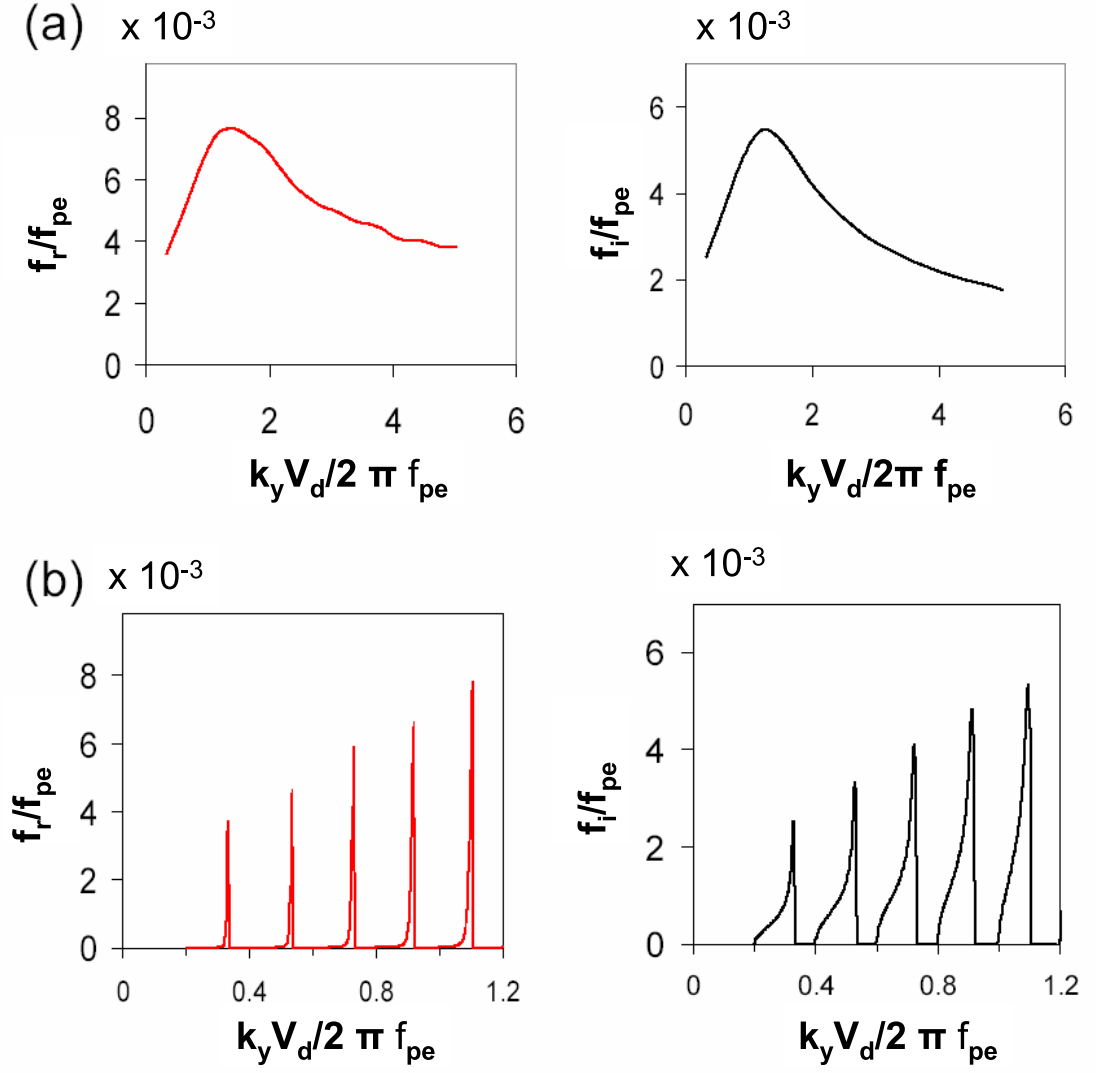 (a) x 10-3
x 10-3
8
6
4
2
0
fr/fpe
0 2 4 6
kyVd/2 π fpe
6
4
2
0
fi/fpe
0 2 4 6
kyVd/2π fpe
(b) x 10-3
x 10-3
8
6
4
2
0
fr/fpe
0 0.4 0.8 1.2
kyVd/2 π fpe
6
4
2
0
fi/fpe
0 0.4 0.8 1.2
kyVd/2 π fpe